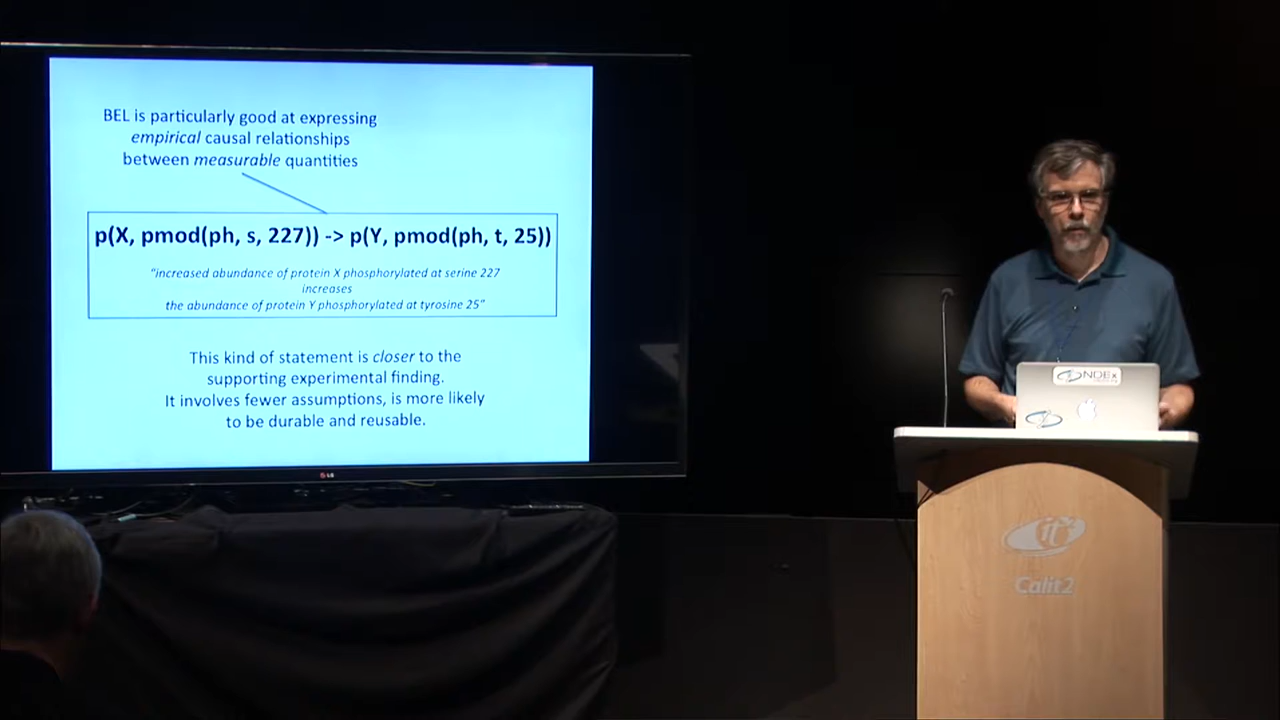 BEL is particularly good at expressing
empirical causal relationships
between measurable quantities
p(X, pmod(ph, s, 227)) -> p(Y, pmod(ph, t, 25))
“increased abundance of protein X phosphorylated at serine 227
increases
the abundance of protein Y phosphorylated at tyrosine 25”
This kind of statement is closer to the
supporting experimental finding.
It involves fewer assumptions, is more likely
to be durable and reusable.
LG
NDEx
it2
Calit2